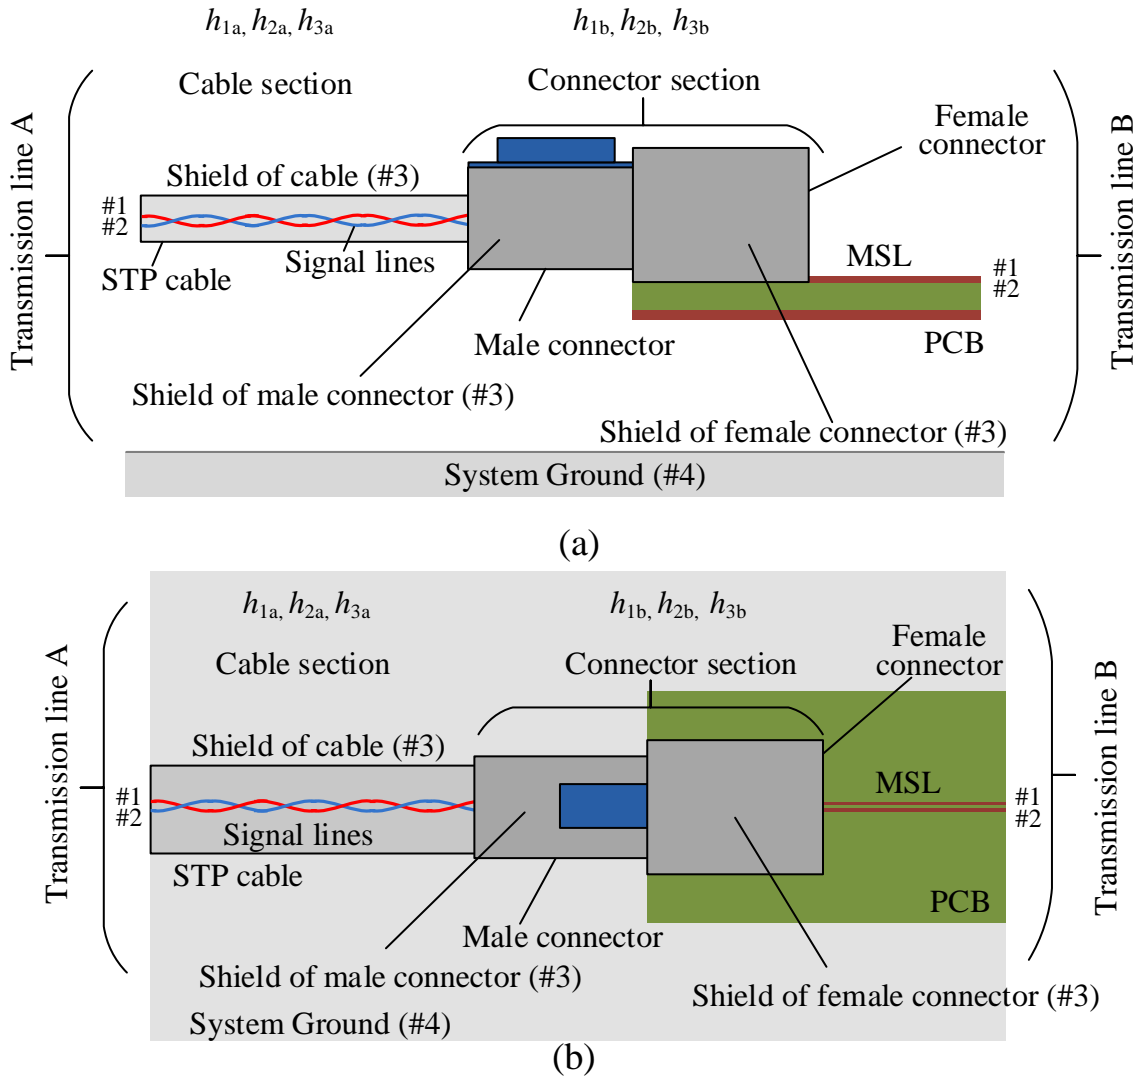 h1a, h2a, h3a
h1b, h2b, h3b
Cable section
Connector section
Female
connector
Transmission line A
Shield of cable (#3)
#1
#2
Signal lines
STP cable
MSL
#1
#2
Transmission line B
Male connector
PCB
Shield of male connector (#3)
Shield of female connector (#3)
System Ground (#4)
(a)
h1a, h2a, h3a
h1b, h2b, h3b
Female
connector
Cable section
Connector section
Transmission line A
Shield of cable (#3)
#1
#2
Signal lines
STP cable
MSL
#1
#2
Transmission line B
PCB
Male connector
Shield of male connector (#3)
Shield of female connector (#3)
System Ground (#4)
(b)